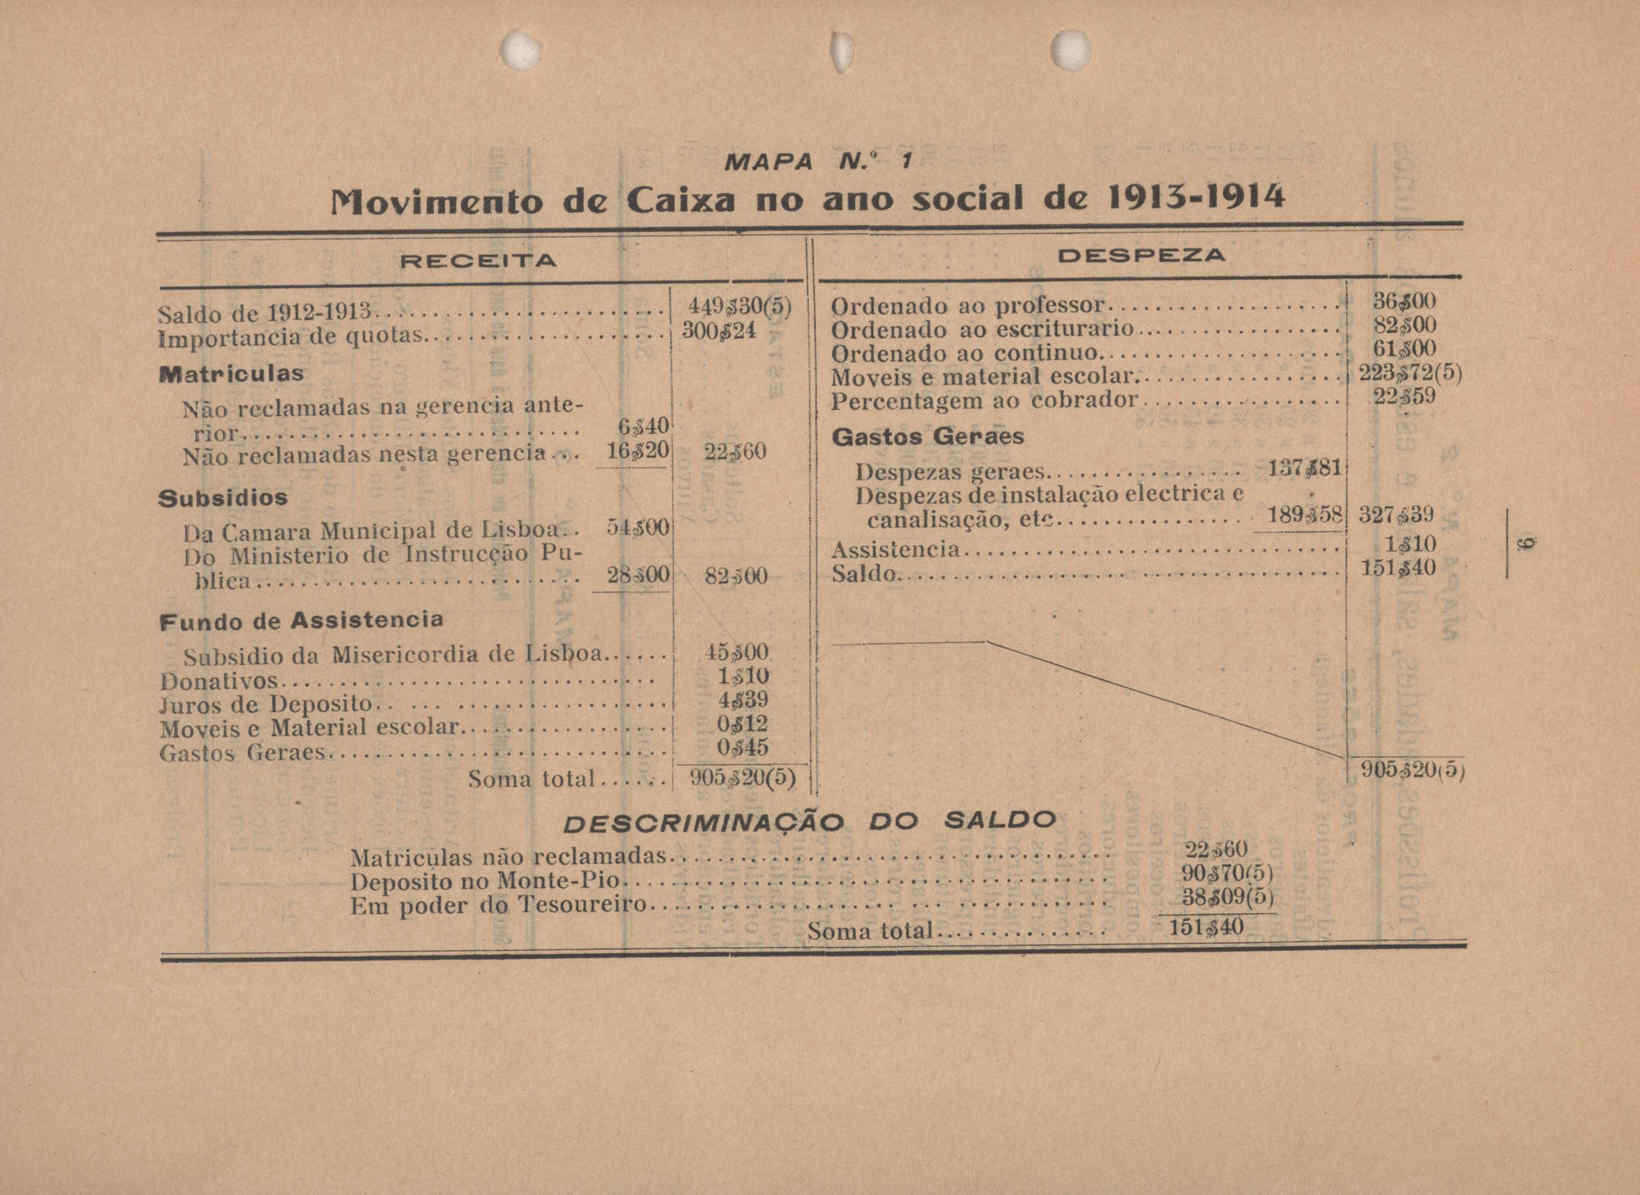 MAPA N.º 1
Movimento de Caixa no ano social de 1913-1914
RECEITA
Saldo de 1912-1913........................ 449$30(5)
Importancia de quotas..................... 300$24
Matriculas
Não reclamadas na gerencia ante-
rior............................. 6$40
Não reclamadas nesta gerencia... 16$20 22$60
Subsidios
Da Camara Municipal de Lisboa.. 54$00
Do Ministerio de Instrucção Pu-
blica............................ 28$00 82$00
Fundo de Assistencia
Subsidio da Misericordia de Lisboa...... 45$00
Donativos................................ 1$10
Juros de Deposito.. ... .................. 4$39
Moveis e Material escolar.................. 0$12
Gastos Geraes............................. 0$45
Soma total...... 905$20(5)
DESPEZA
Ordenado ao professor.................... 36$00
Ordenado ao escriturario.................. 82$00
Ordenado ao continuo..................... 61$00
Moveis e material escolar.................. 223$72(5)
Percentagem ao cobrador................. 22$59
Gastos Geraes
Despezas geraes................. 137$81
Despezas de instalação electrica e
canalisação, etc................. 189$58 327$39
Assistencia................................ 1$10
Saldo...................................... 151$40
905$20(5)
DESCRIMINAÇÃO DO SALDO
Matriculas não reclamadas...................................... 22$60
Deposito no Monte-Pio.......................................... 90$70(5)
Em poder do Tesoureiro..................... ... ............. 38$09(5)
Soma total............... 151$40
9